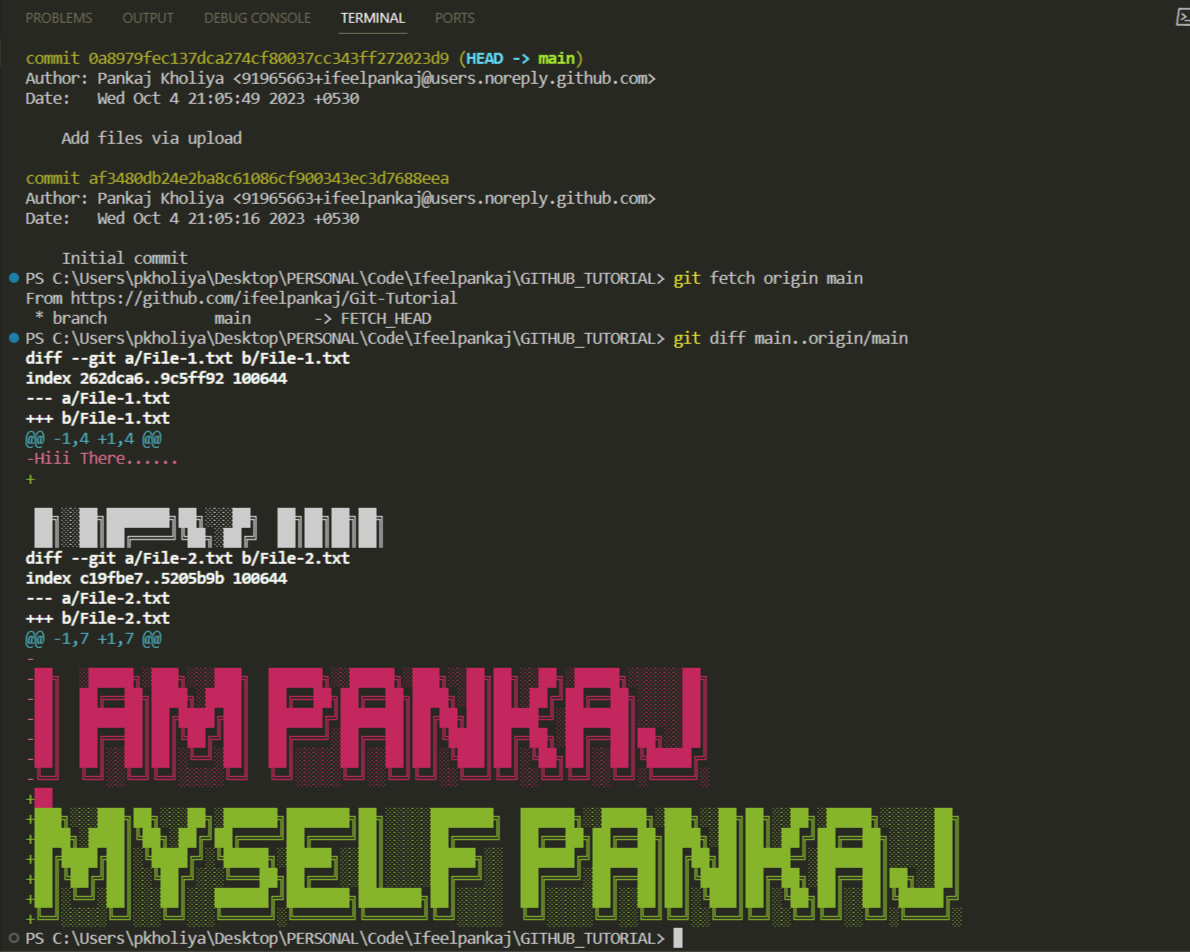 PROBLEMS OUTPUT DEBUG CONSOLE TERMINAL PORTS
commit 0a8979fec137dca274cf80037cc343ff272023d9 (HEAD -> main)
Author: Pankaj Kholiya <91965663+ifeelpankaj@users.noreply.github.com>
Date:   Wed Oct 4 21:05:49 2023 +0530
    Add files via upload
commit af3480db24e2ba8c61086cf900343ec3d7688eea
Author: Pankaj Kholiya <91965663+ifeelpankaj@users.noreply.github.com>
Date:   Wed Oct 4 21:05:16 2023 +0530
    Initial commit
PS C:\Users\pkholiya\Desktop\PERSONAL\Code\Ifeelpankaj\GITHUB_TUTORIAL> git fetch origin main
From https://github.com/ifeelpankaj/Git-Tutorial
 * branch            main       -> FETCH_HEAD
PS C:\Users\pkholiya\Desktop\PERSONAL\Code\Ifeelpankaj\GITHUB_TUTORIAL> git diff main..origin/main
diff --git a/File-1.txt b/File-1.txt
index 262dca6..9c5ff92 100644
--- a/File-1.txt
+++ b/File-1.txt
@@ -1,4 +1,4 @@
-Hiii There......
+
diff --git a/File-2.txt b/File-2.txt
index c19fbe7..5205b9b 100644
--- a/File-2.txt
+++ b/File-2.txt
@@ -1,7 +1,7 @@
-
I AM PANKAJ
+
MYSELF PANKAJ
PS C:\Users\pkholiya\Desktop\PERSONAL\Code\Ifeelpankaj\GITHUB_TUTORIAL>